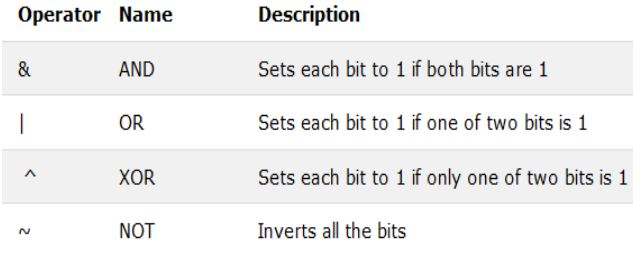 Operator Name Description
& AND Sets each bit to 1 if both bits are 1
| OR Sets each bit to 1 if one of two bits is 1
^ XOR Sets each bit to 1 if only one of two bits is 1
~ NOT Inverts all the bits